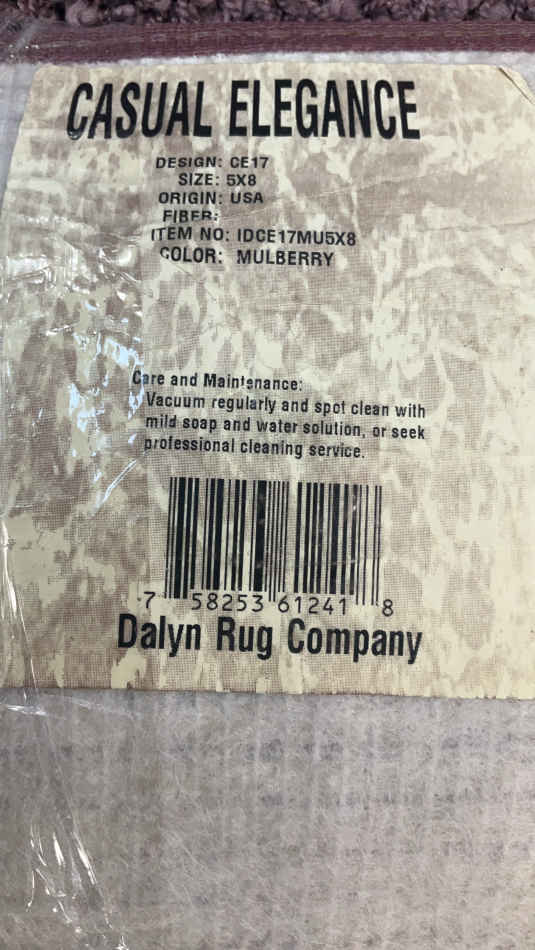 CASUAL ELEGANCE
DESIGN: CE17
SIZE: 5X8
ORIGIN: USA
FIBER:
ITEM NO: IDCE17MU5X8
COLOR: MULBERRY
Care and Maintenance:
Vacuum regularly and spot clean with
mild soap and water solution, or seek
professional cleaning service.
7 58253 61241 8
Dalyn Rug Company